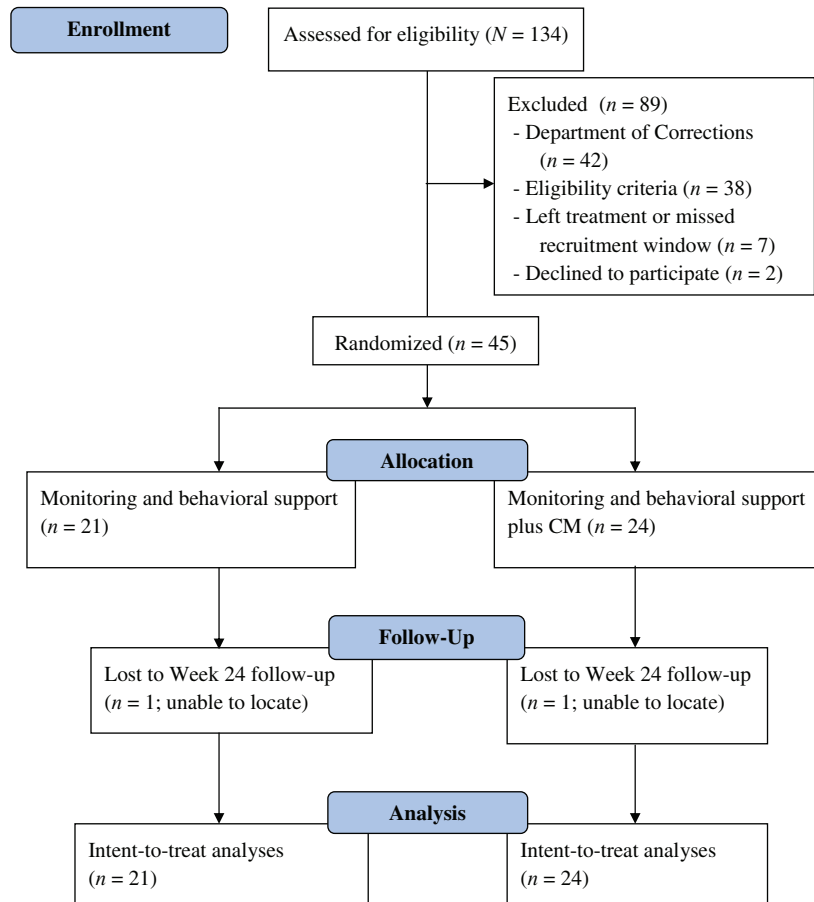 Enrollment
Assessed for eligibility (N = 134)
Excluded (n = 89)
- Department of Corrections
(n = 42)
- Eligibility criteria (n = 38)
- Left treatment or missed
recruitment window (n = 7)
- Declined to participate (n = 2)
Randomized (n = 45)
Allocation
Monitoring and behavioral support
(n = 21)
Monitoring and behavioral support
plus CM (n = 24)
Follow-Up
Lost to Week 24 follow-up
(n = 1; unable to locate)
Lost to Week 24 follow-up
(n = 1; unable to locate)
Analysis
Intent-to-treat analyses
(n = 21)
Intent-to-treat analyses
(n = 24)